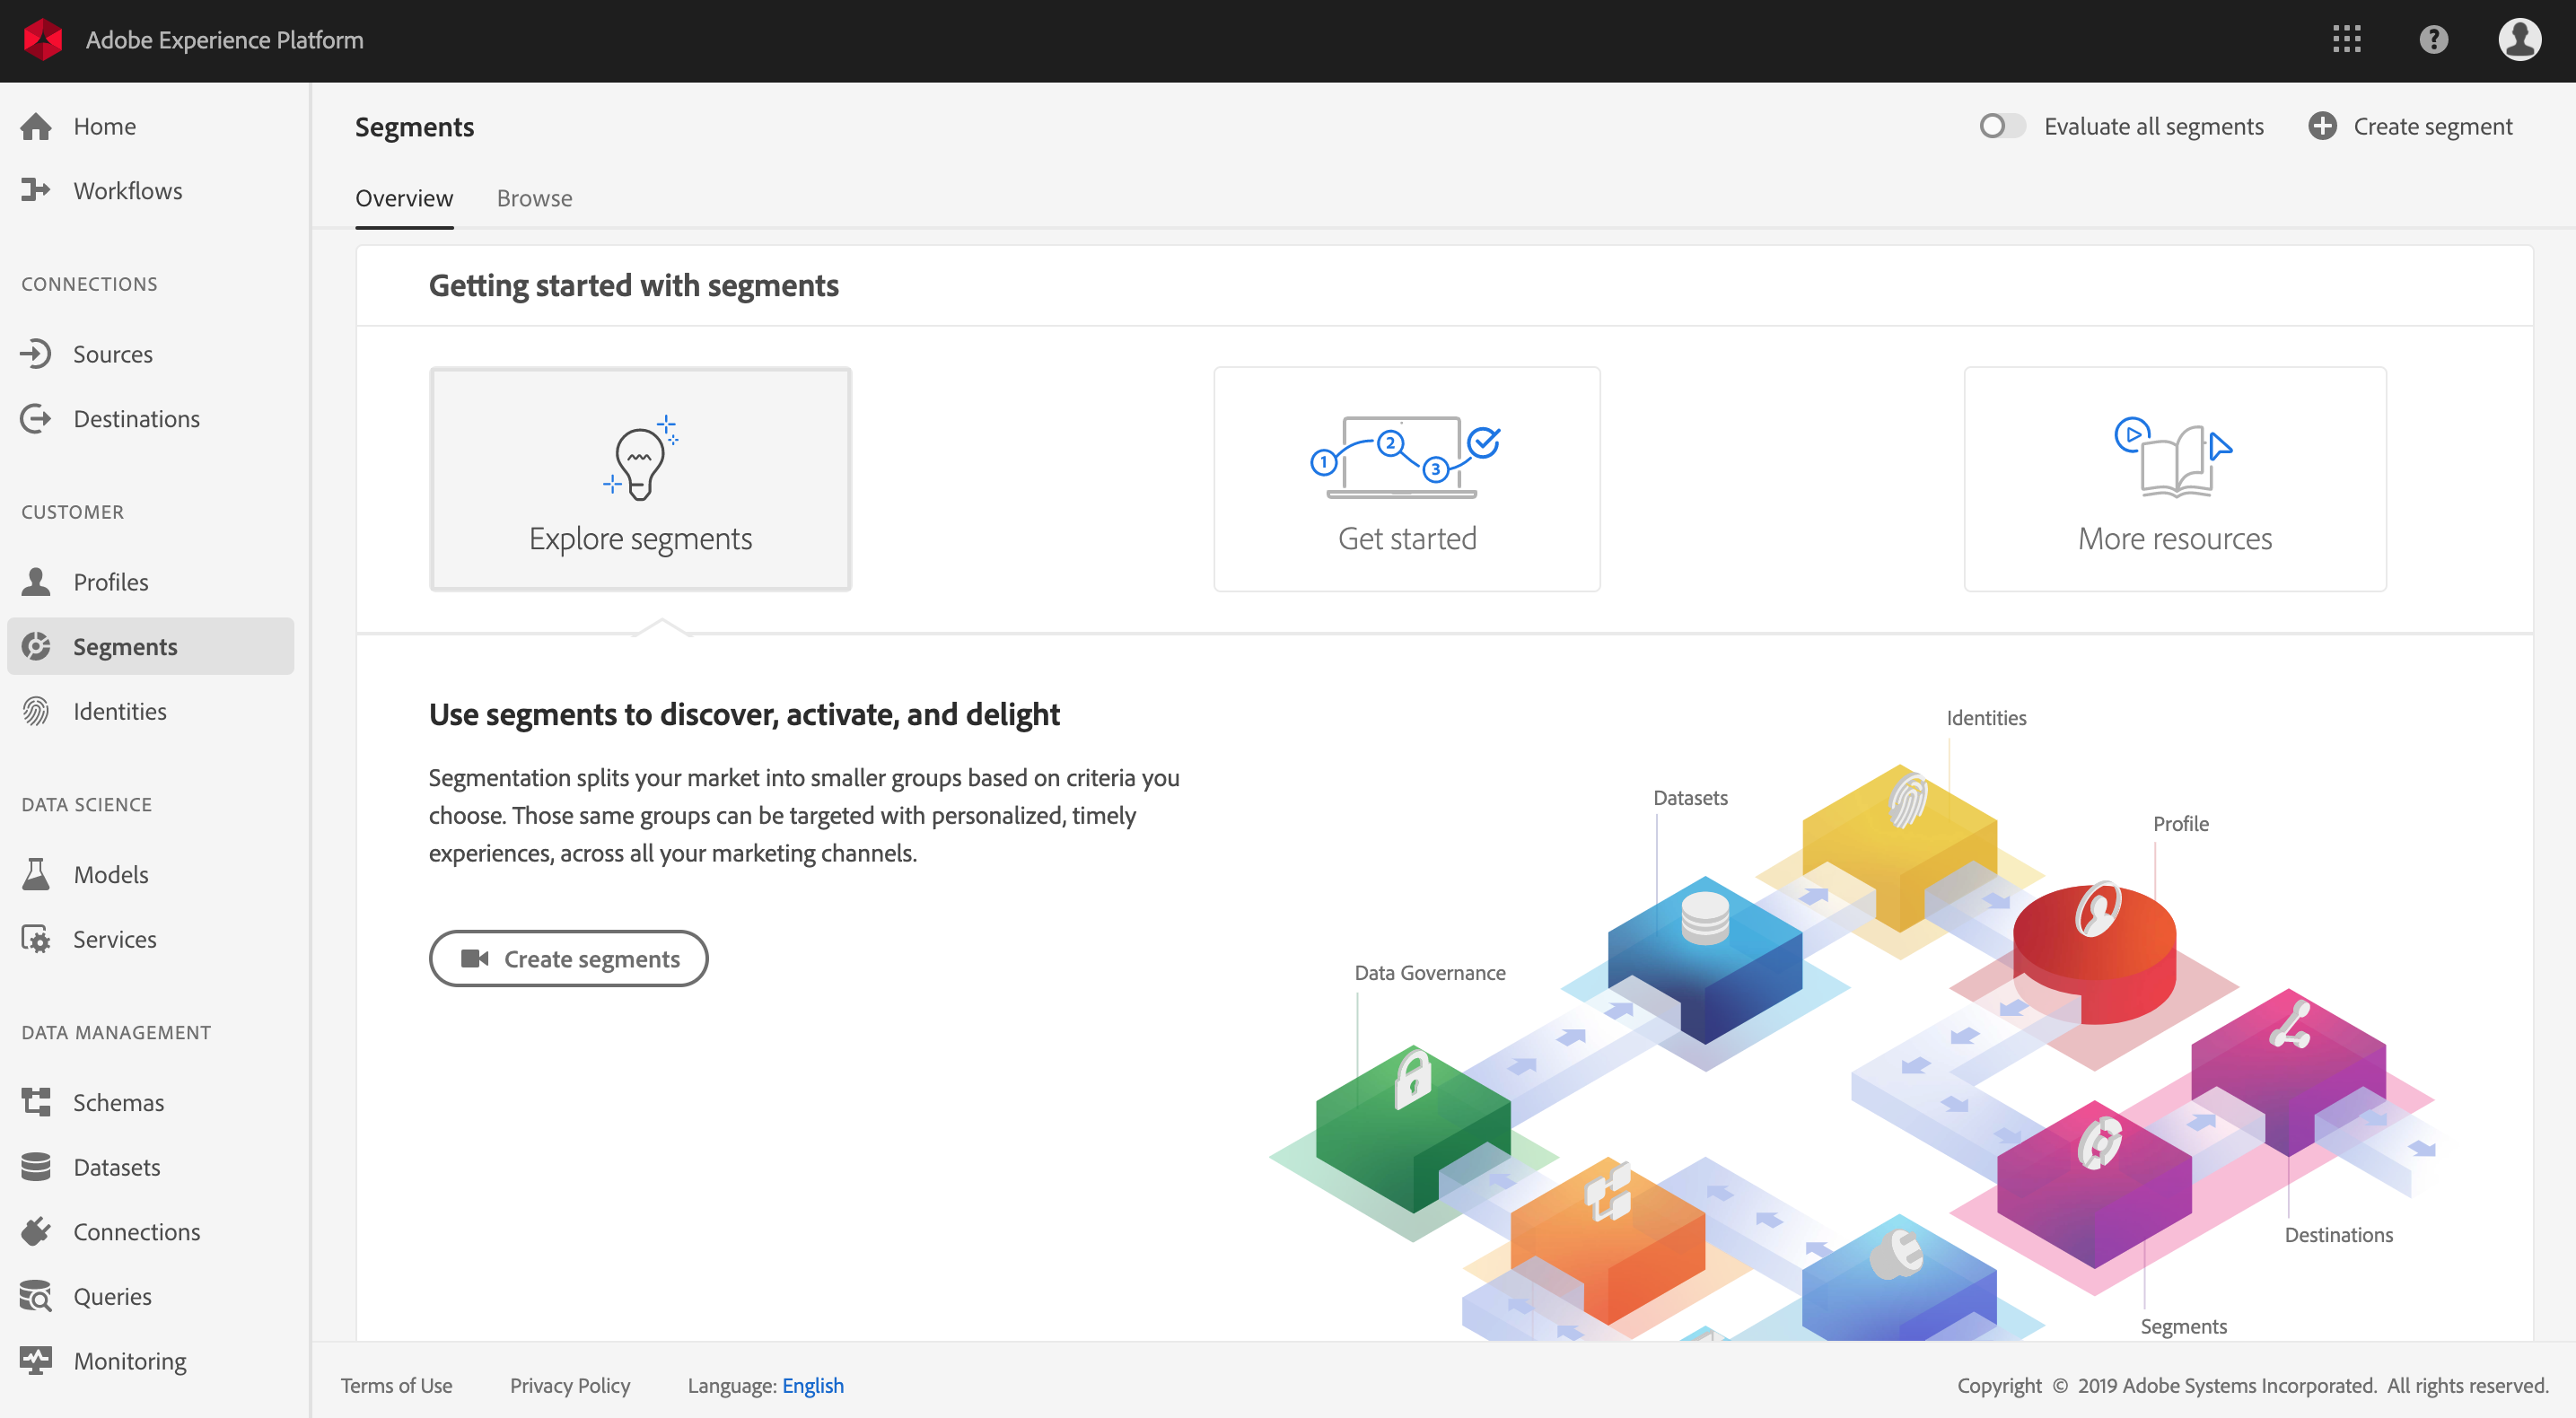 Adobe Experience Platform
?
Home
Workflows
CONNECTIONS
Sources
Destinations
CUSTOMER
Profiles
Segments
Identities
DATA SCIENCE
Models
Services
DATA MANAGEMENT
Schemas
Datasets
Connections
Queries
Monitoring
Segments
Evaluate all segments
Create segment
Overview
Browse
Getting started with segments
Explore segments
1
2
3
Get started
More resources
Use segments to discover, activate, and delight
Segmentation splits your market into smaller groups based on criteria you
choose. Those same groups can be targeted with personalized, timely
experiences, across all your marketing channels.
Create segments
Identities
Datasets
Profile
Data Governance
Destinations
Segments
Terms of Use
Privacy Policy
Language: English
Copyright © 2019 Adobe Systems Incorporated. All rights reserved.